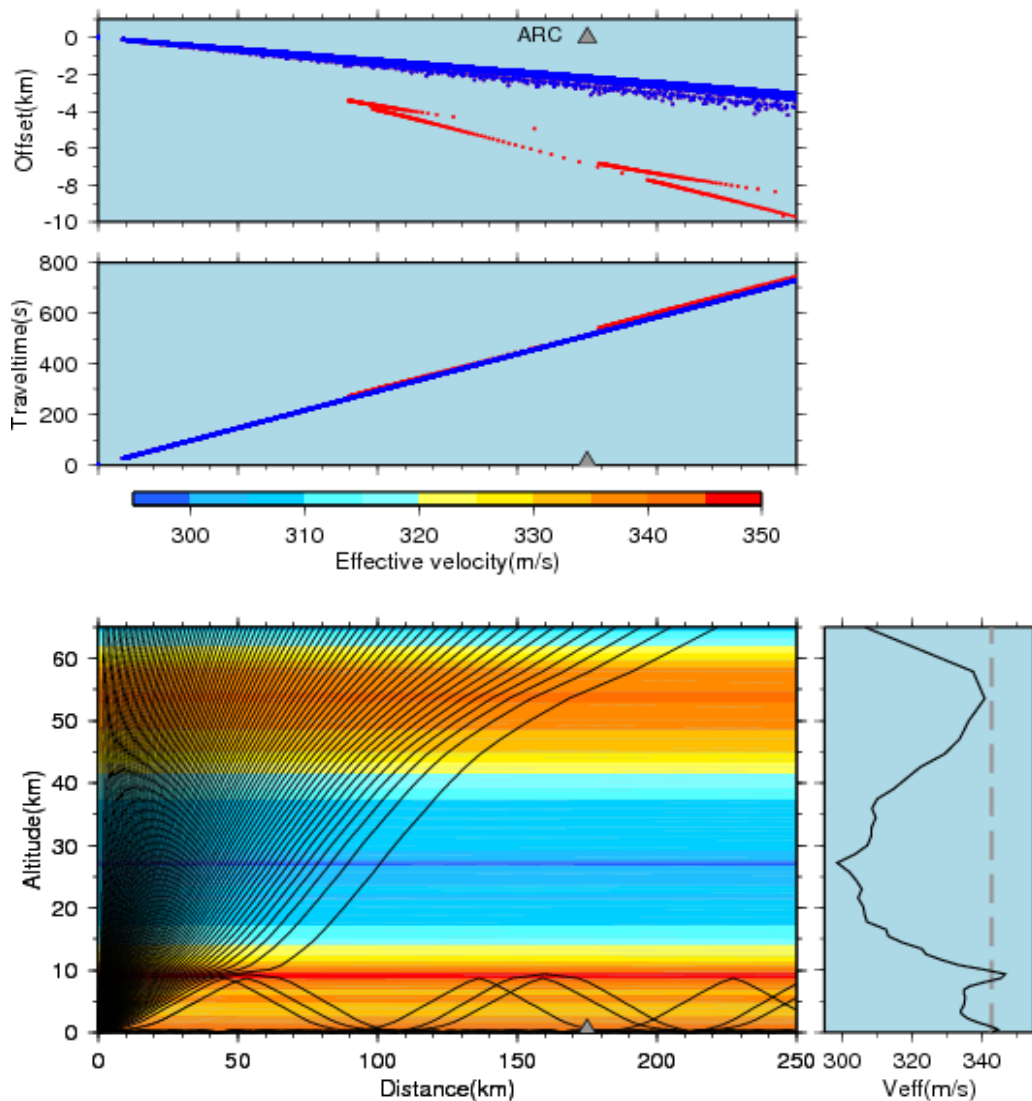 0
-2
-4
-6
-8
-10
Offset(km)
ARC
800
600
400
200
0
Traveltime(s)
300 310 320 330 340 350
Effective velocity(m/s)
60
50
40
30
20
10
0
Altitude(km)
0 50 100 150 200 250
Distance(km)
300 320 340
Veff(m/s)